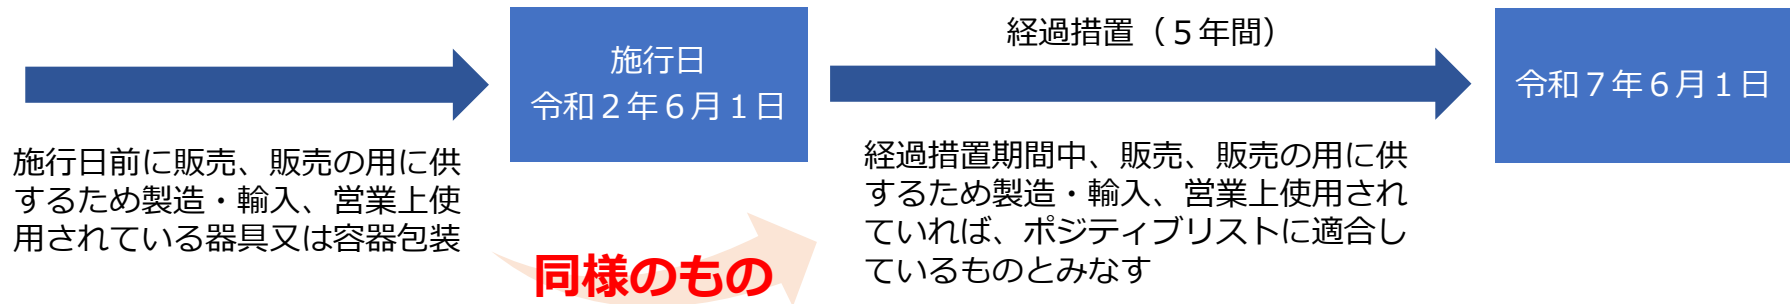 経過措置（５年間）
施行日
令和２年６月１日
令和７年６月１日
施行日前に販売、販売の用に供
するため製造・輸入、営業上使
用されている器具又は容器包装
経過措置期間中、販売、販売の用に供
するため製造・輸入、営業上使用され
ていれば、ポジティブリストに適合し
ているものとみなす
同様のもの